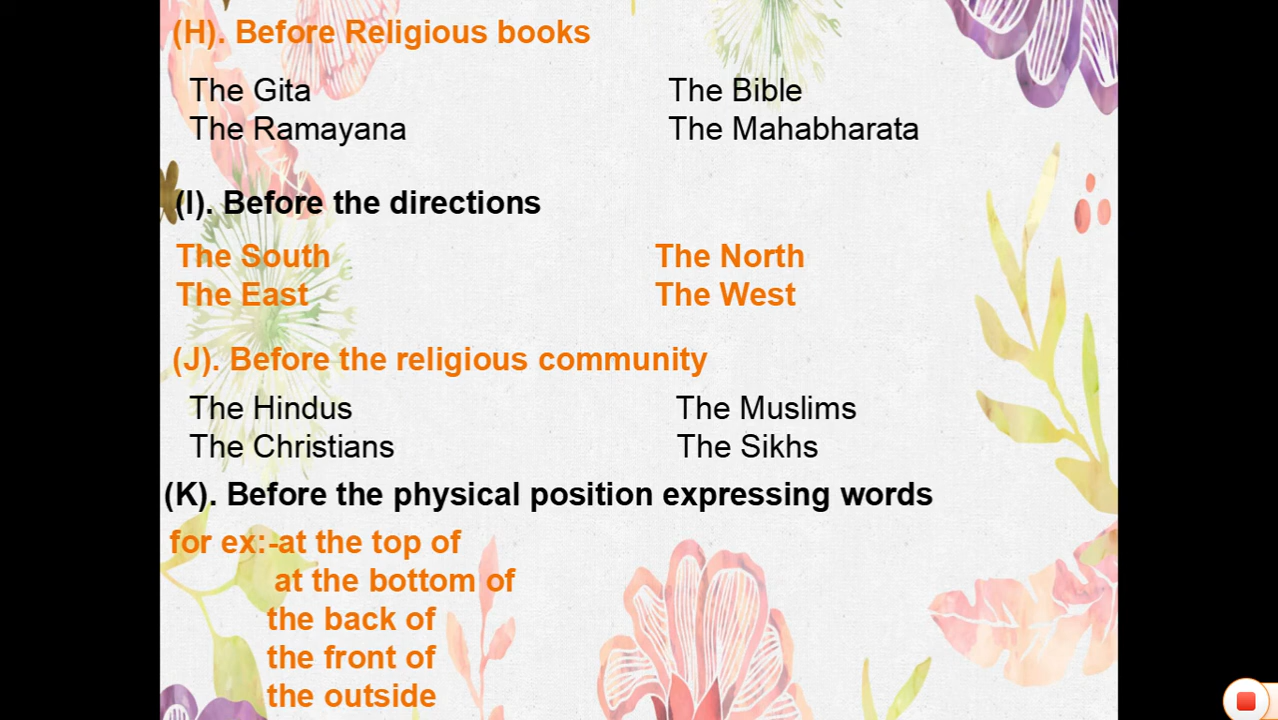 (H). Before Religious books
The Gita The Bible
The Ramayana The Mahabharata
(I). Before the directions
The South The North
The East The West
(J). Before the religious community
The Hindus The Muslims
The Christians The Sikhs
(K). Before the physical position expressing words
for ex:-at the top of
at the bottom of
the back of
the front of
the outside